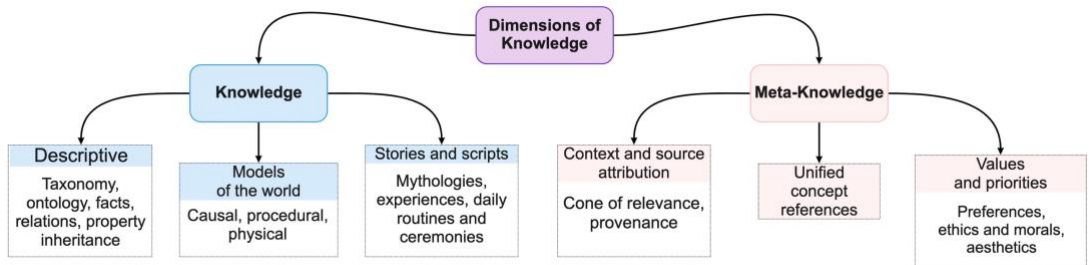 Dimensions of
Knowledge
Knowledge
Meta-Knowledge
Descriptive
Taxonomy,
ontology, facts,
relations, property
inheritance
Models
of the world
Causal, procedural,
physical
Stories and scripts
Mythologies,
experiences, daily
routines and
ceremonies
Context and source
attribution
Cone of relevance,
provenance
Unified
concept
references
Values
and priorities
Preferences,
ethics and morals,
aesthetics